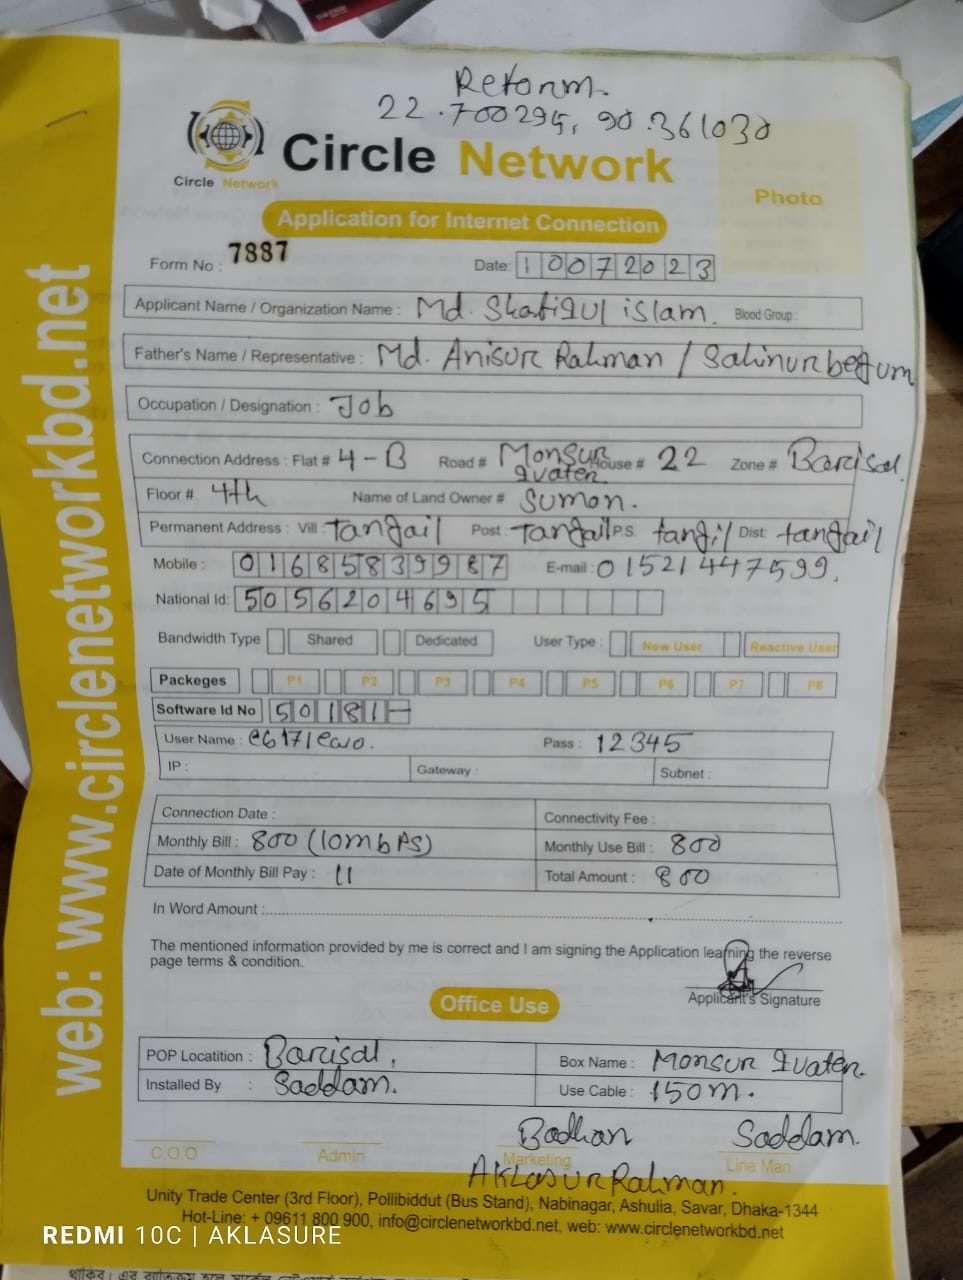 Reform
22.700295, 90.361030
Circle Network
Circle Network
Photo
Application for Internet Connection
Form No : 7887
Date: 10072023
Applicant Name / Organization Name : Md. Shafiqul islam. Blood Group :
Father's Name / Representative : Md. Anisur Rahman / Sahinur begum
Occupation / Designation : Job
Connection Address : Flat # 4-B Road # Monsur quater House # 22 Zone # Barisal.
Floor # 4th Name of Land Owner # Sumon.
Permanent Address : Vill tangail Post : Tangail P.S. tangil Dist: tangail
Mobile : 01685839987 E-mail : 01521447599.
National Id: 5056204695
Bandwidth Type Shared Dedicated User Type : New User Reactive User
Packeges P1 P2 P3 P4 P5 P6 P7 P8
Software Id No 50181-
User Name : Pass : 12345
IP : Gateway : Subnet :
Connection Date : Connectivity Fee :
Monthly Bill : 800 (10mbps) Monthly Use Bill : 800
Date of Monthly Bill Pay : 11 Total Amount : 800
In Word Amount :
The mentioned information provided by me is correct and I am signing the Application learning the reverse
page terms & condition.
Applicant's Signature
Office Use
POP Locatition : Barisal. Box Name : Monsur quater.
Installed By : Saddam. Use Cable : 150m.
Badhan Saddam.
C.O.O Admin Marketing Line Man
AKLASUR Rahman.
Unity Trade Center (3rd Floor), Pollibiddut (Bus Stand), Nabinagar, Ashulia, Savar, Dhaka-1344
Hot-Line: + 09611 800 900, info@circlenetworkbd.net, web: www.circlenetworkbd.net
web: www.circlenetworkbd.net
REDMI 10C | AKLASURE